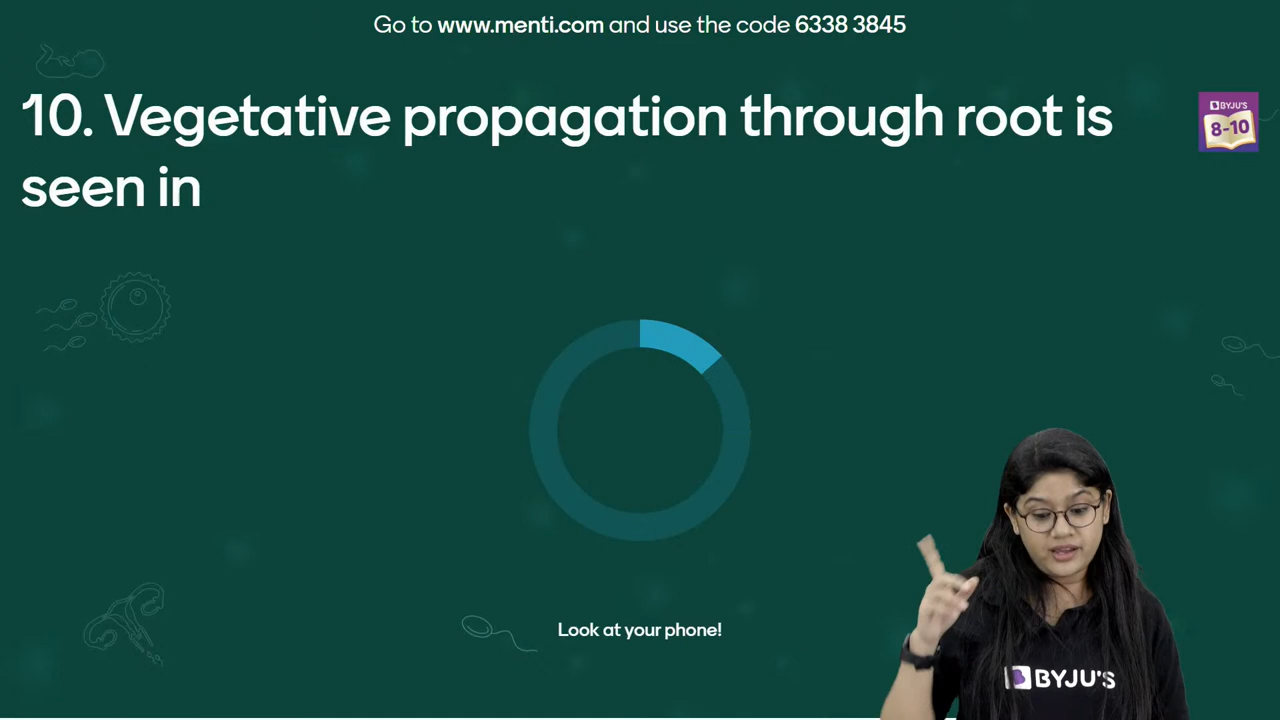 Go to www.menti.com and use the code 6338 3845
10. Vegetative propagation through root is
seen in
BYJU'S
8-10
Look at your phone!
BYJU'S